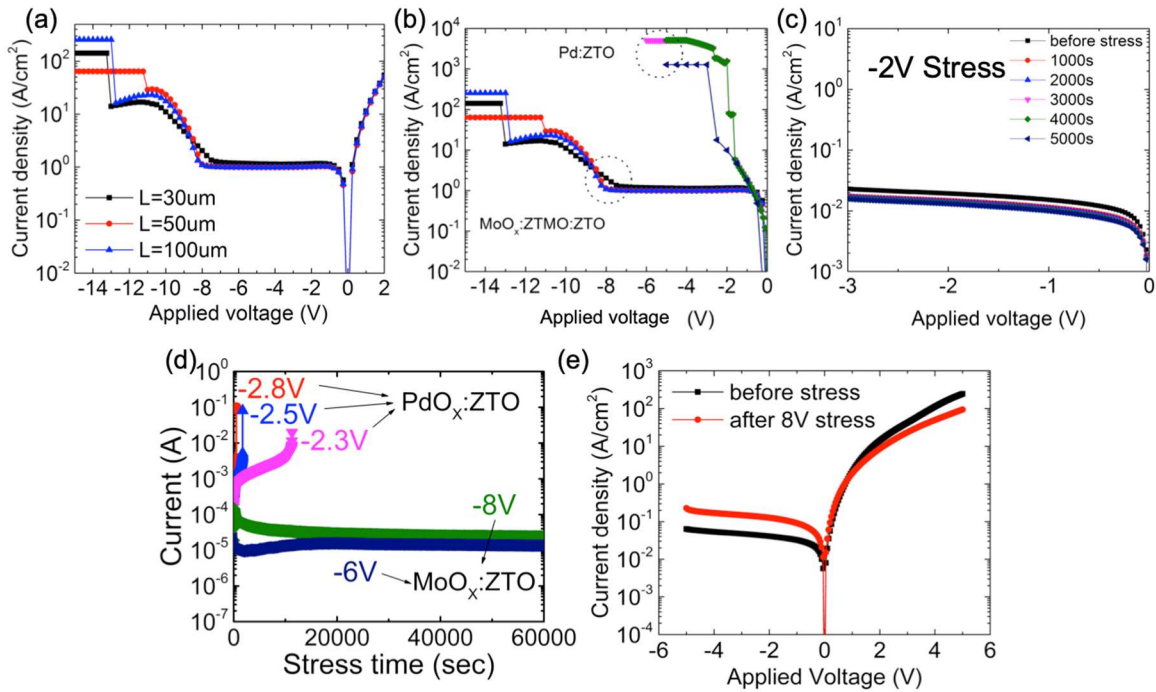 (a)
Current density (A/cm²)
10²
10¹
10⁰
10⁻¹
10⁻²
L=30um
L=50um
L=100um
-14 -12 -10 -8 -6 -4 -2 0 2
Applied voltage (V)
(b)
Current density (A/cm²)
10⁴
10³
10²
10¹
10⁰
10⁻¹
10⁻²
Pd:ZTO
MoOₓ:ZTMO:ZTO
-14 -12 -10 -8 -6 -4 -2 0
Applied voltage (V)
(c)
Current density (A/cm²)
10¹
10⁰
10⁻¹
10⁻²
10⁻³
-2V Stress
before stress
1000s
2000s
3000s
4000s
5000s
-3 -2 -1 0
Applied voltage (V)
(d)
Current (A)
10⁰
10⁻¹
10⁻²
10⁻³
10⁻⁴
10⁻⁵
10⁻⁶
10⁻⁷
-2.8V
-2.5V
-2.3V
PdOₓ:ZTO
-8V
-6V
MoOₓ:ZTO
0 20000 40000 60000
Stress time (sec)
(e)
Current density (A/cm²)
10³
10²
10¹
10⁰
10⁻¹
10⁻²
10⁻³
10⁻⁴
before stress
after 8V stress
-6 -4 -2 0 2 4 6
Applied Voltage (V)